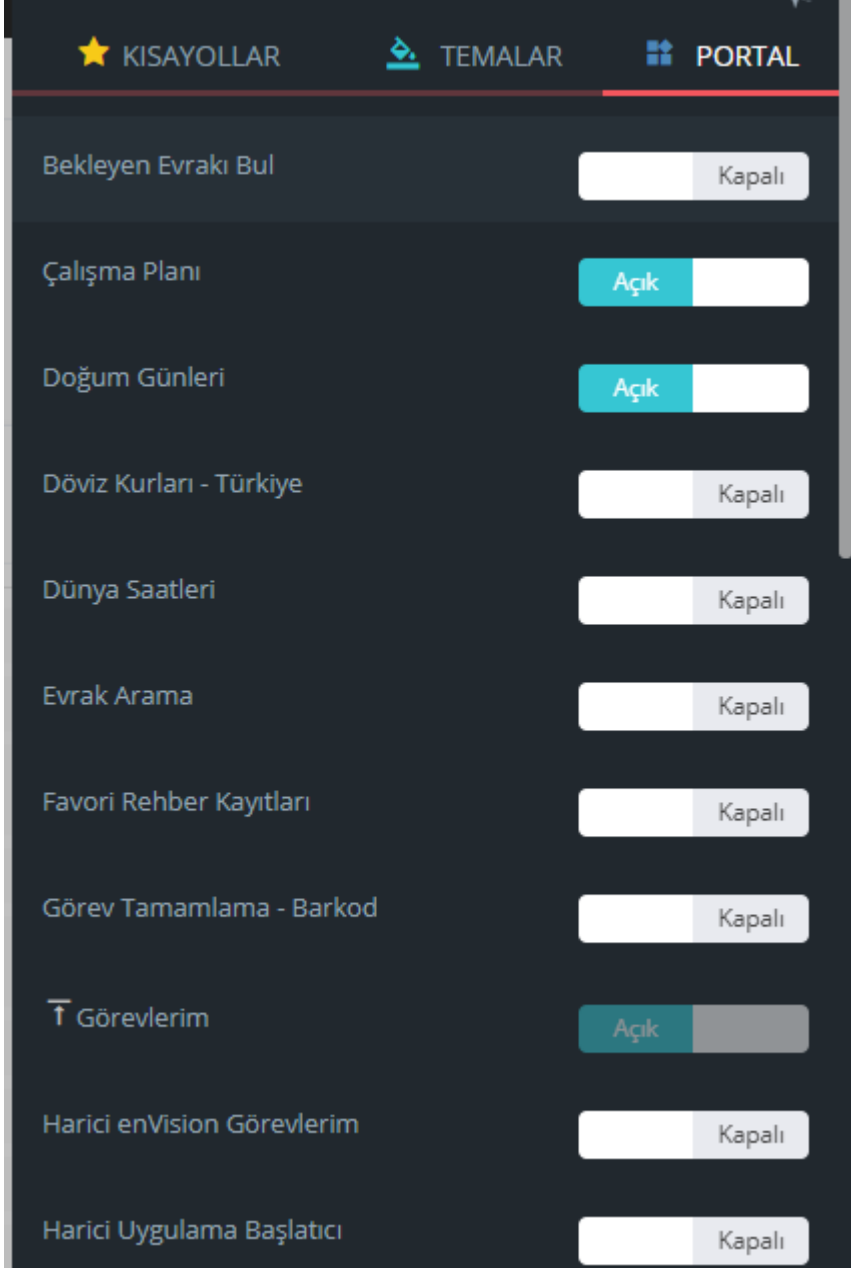 KISAYOLLAR TEMALAR PORTAL
Bekleyen Evrakı Bul Kapalı
Çalışma Planı Açık
Doğum Günleri Açık
Döviz Kurları - Türkiye Kapalı
Dünya Saatleri Kapalı
Evrak Arama Kapalı
Favori Rehber Kayıtları Kapalı
Görev Tamamlama - Barkod Kapalı
Görevlerim Açık
Harici enVision Görevlerim Kapalı
Harici Uygulama Başlatıcı Kapalı